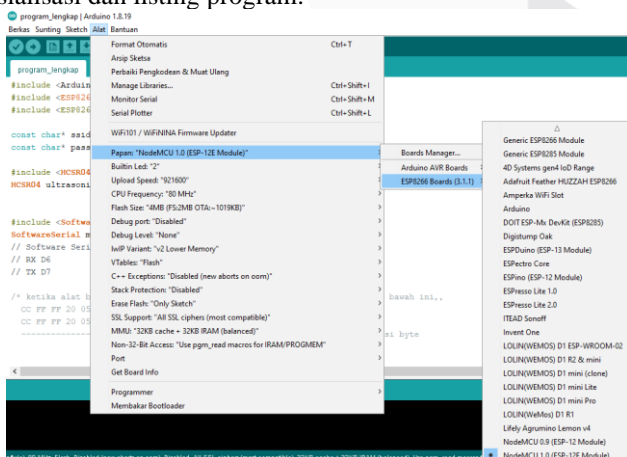 sialisasi dan listing program.
program_lengkap | Arduino 1.8.19
Berkas Sunting Sketch Alat Bantuan
program_lengkap
#include <Arduin
#include <ESP826
#include <ESP826
const char* ssid
const char* pass
#include <HCSR04
HCSR04 ultrasoni
#include <Softwa
SoftwareSerial m
// Software Seri
// RX D6
// TX D7
/* ketika alat b
bawah ini,,
CC FF FF 20 05
CC FF FF 20 05
si byte
Format Otomatis Ctrl+T
Arsip Sketsa
Perbaiki Pengkodean & Muat Ulang
Manage Libraries... Ctrl+Shift+I
Monitor Serial Ctrl+Shift+M
Serial Plotter Ctrl+Shift+L
WiFi101 / WiFiNINA Firmware Updater
Papan: "NodeMCU 1.0 (ESP-12E Module)"
Builtin Led: "2"
Upload Speed: "921600"
CPU Frequency: "80 MHz"
Flash Size: "4MB (FS:2MB OTA:~1019KB)"
Debug port: "Disabled"
Debug Level: "None"
lwIP Variant: "v2 Lower Memory"
VTables: "Flash"
C++ Exceptions: "Disabled (new aborts on oom)"
Stack Protection: "Disabled"
Erase Flash: "Only Sketch"
SSL Support: "All SSL ciphers (most compatible)"
MMU: "32KB cache + 32KB IRAM (balanced)"
Non-32-Bit Access: "Use pgm_read macros for IRAM/PROGMEM"
Port
Get Board Info
Programmer
Membakar Bootloader
Boards Manager...
Arduino AVR Boards
ESP8266 Boards (3.1.1)
Generic ESP8266 Module
Generic ESP8285 Module
4D Systems gen4 IoD Range
Adafruit Feather HUZZAH ESP8266
Amperka WiFi Slot
Arduino
DOIT ESP-Mx DevKit (ESP8285)
Digistump Oak
ESPDuino (ESP-13 Module)
ESPectro Core
ESPino (ESP-12 Module)
ESPresso Lite 1.0
ESPresso Lite 2.0
ITEAD Sonoff
Invent One
LOLIN(WEMOS) D1 ESP-WROOM-02
LOLIN(WEMOS) D1 R2 & mini
LOLIN(WEMOS) D1 mini (clone)
LOLIN(WEMOS) D1 mini Lite
LOLIN(WEMOS) D1 mini Pro
LOLIN(WeMos) D1 R1
Lifely Agrumino Lemon v4
NodeMCU 0.9 (ESP-12 Module)
NodeMCU 1.0 (ESP-12E Module)